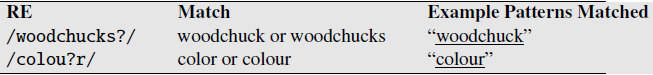 RE Match Example Patterns Matched
/woodchucks?/ woodchuck or woodchucks “woodchuck”
/colou?r/ color or colour “colour”